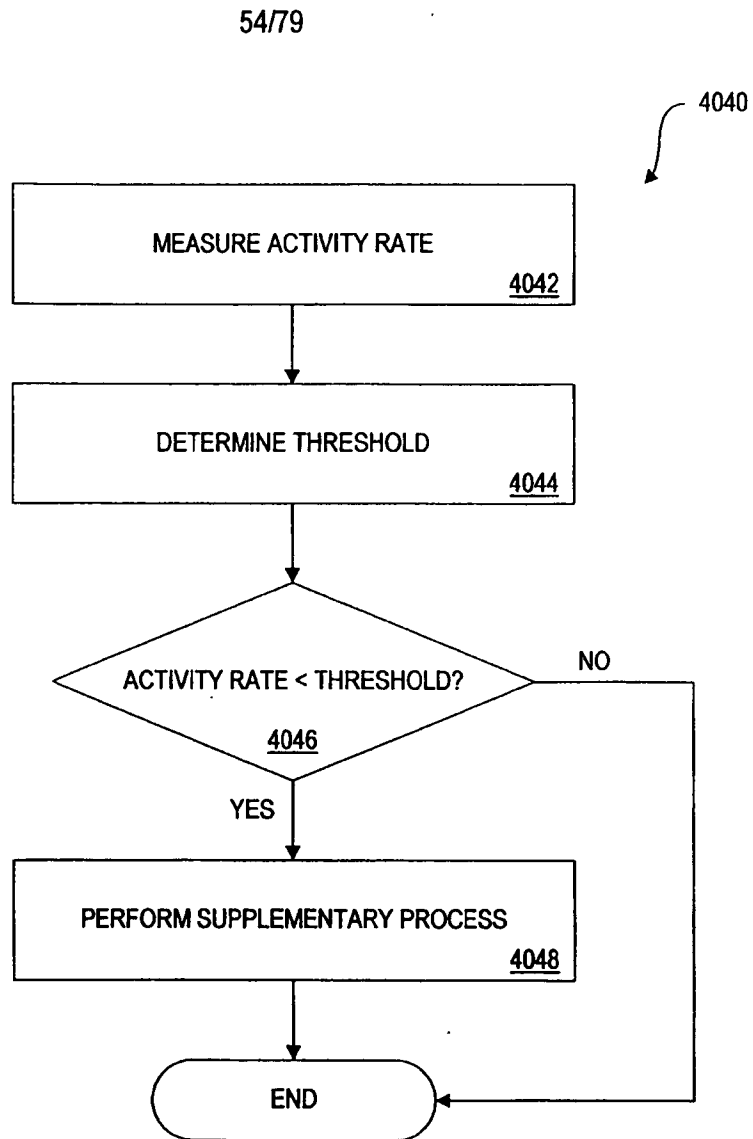 54/79
4040
MEASURE ACTIVITY RATE
4042
DETERMINE THRESHOLD
4044
ACTIVITY RATE < THRESHOLD?
4046
NO
YES
PERFORM SUPPLEMENTARY PROCESS
4048
END